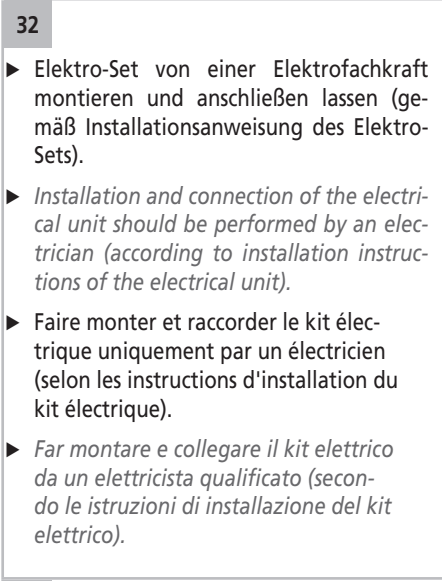 32
▶ Elektro-Set von einer Elektrofachkraft
montieren und anschließen lassen (ge-
mäß Installationsanweisung des Elektro-
Sets).
▶ Installation and connection of the electri-
cal unit should be performed by an elec-
trician (according to installation instruc-
tions of the electrical unit).
▶ Faire monter et raccorder le kit élec-
trique uniquement par un électricien
(selon les instructions d'installation du
kit électrique).
▶ Far montare e collegare il kit elettrico
da un elettricista qualificato (secon-
do le istruzioni di installazione del kit
elettrico).